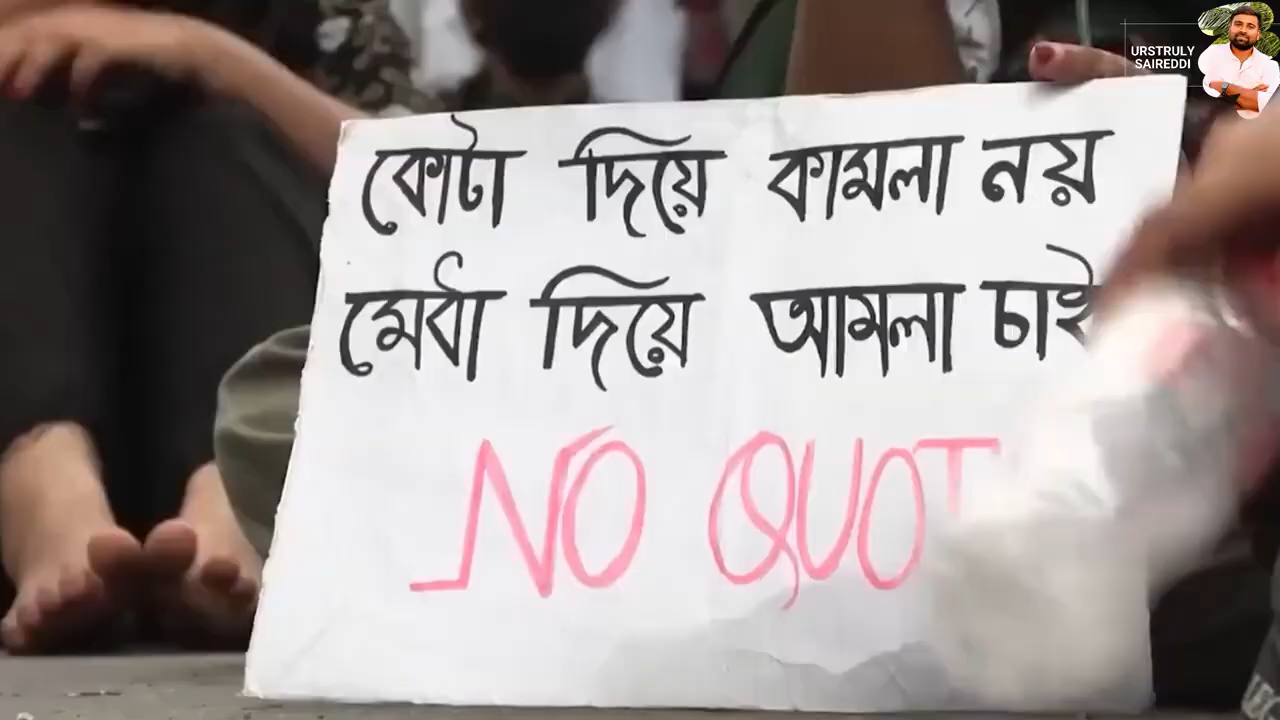 কোটা দিয়ে কামলা নয়
মেধা দিয়ে আমলা চাই
NO QUOT
URSTRULY
SAIREDDI